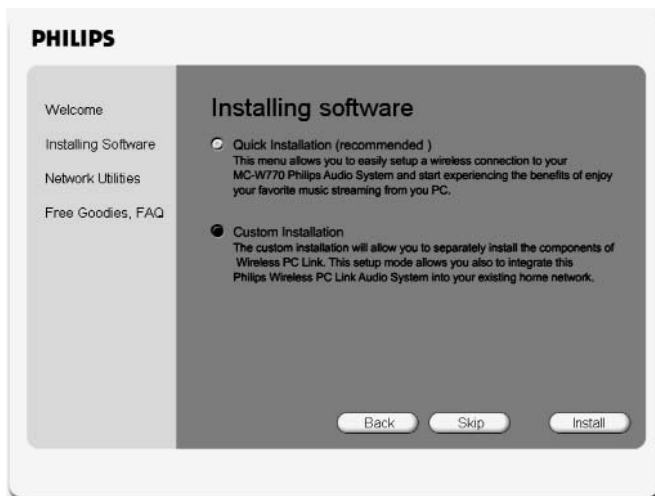 PHILIPS
Welcome
Installing Software
Network Utilities
Free Goodies, FAQ
Installing software
Quick Installation (recommended )
This menu allows you to easily setup a wireless connection to your
MC-W770 Philips Audio System and start experiencing the benefits of enjoy
your favorite music streaming from you PC.
Custom Installation
The custom installation will allow you to separately install the components of
Wireless PC Link. This setup mode allows you also to integrate this
Philips Wireless PC Link Audio System into your existing home network.
Back
Skip
Install